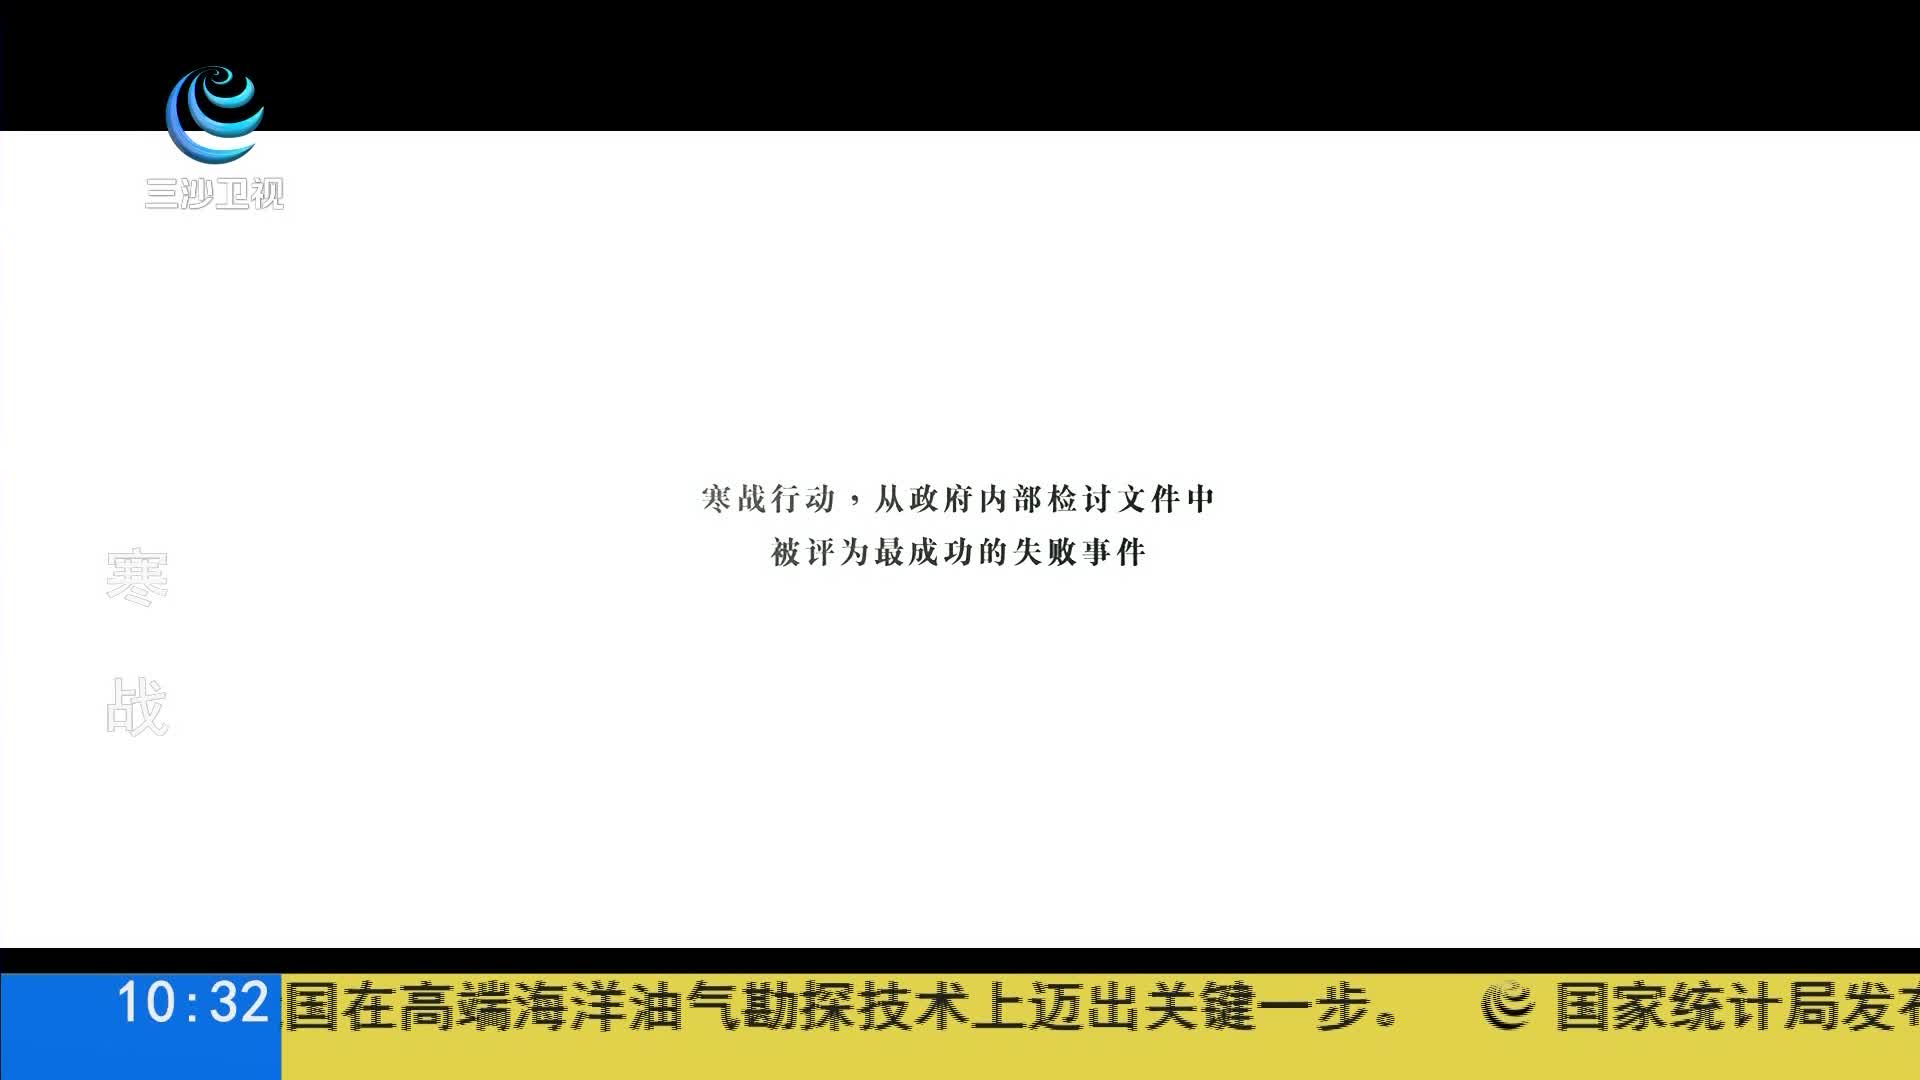 三沙卫视
寒战行动，从政府内部检讨文件中
被评为最成功的失败事件
寒
战
10:32
国在高端海洋油气勘探技术上迈出关键一步。 国家统计局发布